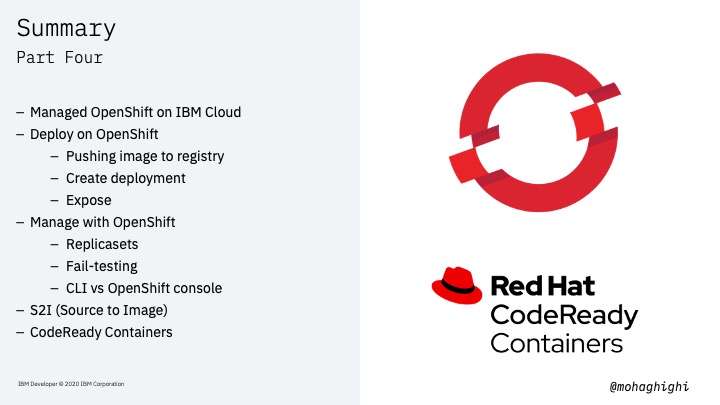 Summary
Part Four
– Managed OpenShift on IBM Cloud
– Deploy on OpenShift
– Pushing image to registry
– Create deployment
– Expose
– Manage with OpenShift
– Replicasets
– Fail-testing
– CLI vs OpenShift console
– S2I (Source to Image)
– CodeReady Containers
Red Hat
CodeReady
Containers
IBM Developer © 2020 IBM Corporation
@mohaghighi